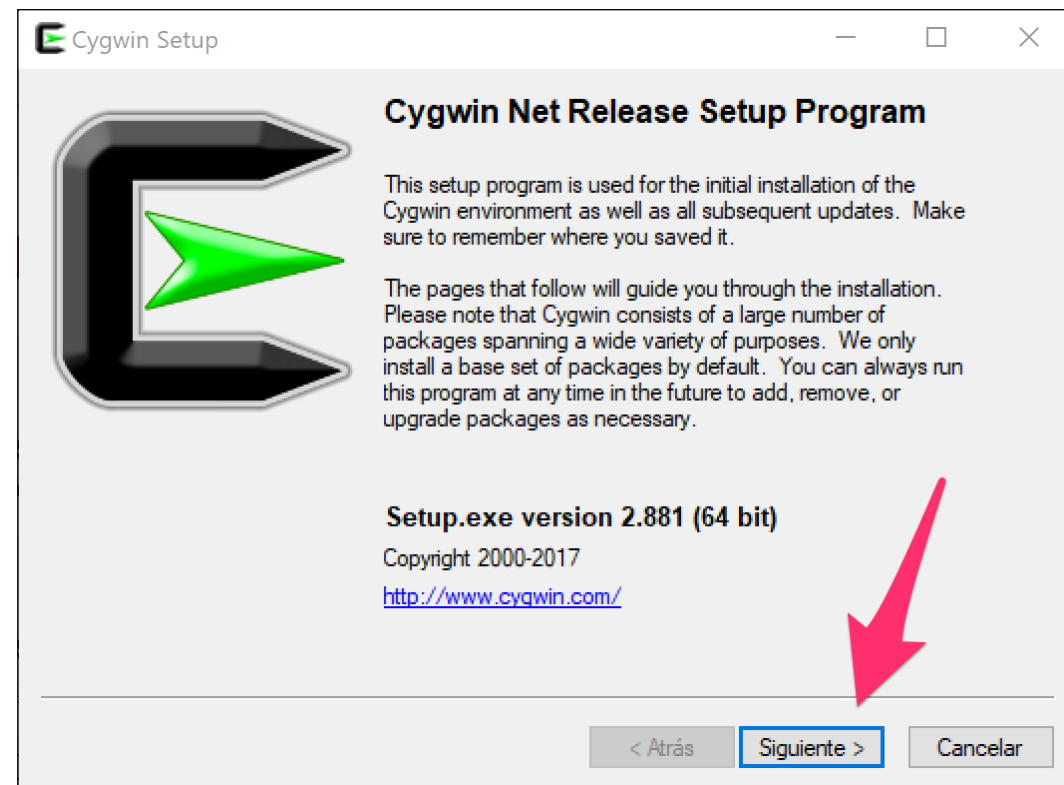 Cygwin Setup
Cygwin Net Release Setup Program
This setup program is used for the initial installation of the
Cygwin environment as well as all subsequent updates.  Make
sure to remember where you saved it.
The pages that follow will guide you through the installation.
Please note that Cygwin consists of a large number of
packages spanning a wide variety of purposes.  We only
install a base set of packages by default.  You can always run
this program at any time in the future to add, remove, or
upgrade packages as necessary.
Setup.exe version 2.881 (64 bit)
Copyright 2000-2017
http://www.cygwin.com/
< Atrás
Siguiente >
Cancelar